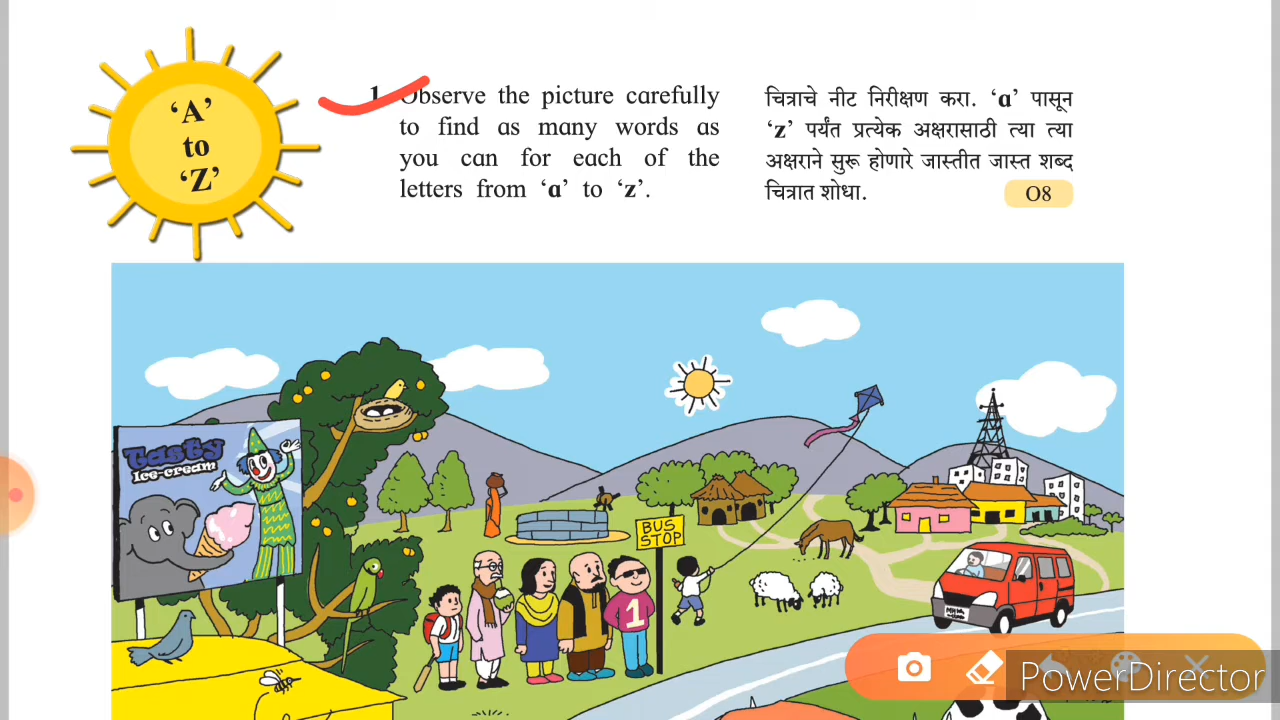 ‘A’
to
‘Z’
1. Observe the picture carefully
to find as many words as
you can for each of the
letters from ‘a’ to ‘z’.
चित्राचे नीट निरीक्षण करा. ‘a’ पासून
‘z’ पर्यंत प्रत्येक अक्षरासाठी त्या त्या
अक्षराने सुरू होणारे जास्तीत जास्त शब्द
चित्रात शोधा.
O8
Tasty
Ice-cream
BUS
STOP
1
PowerDirector